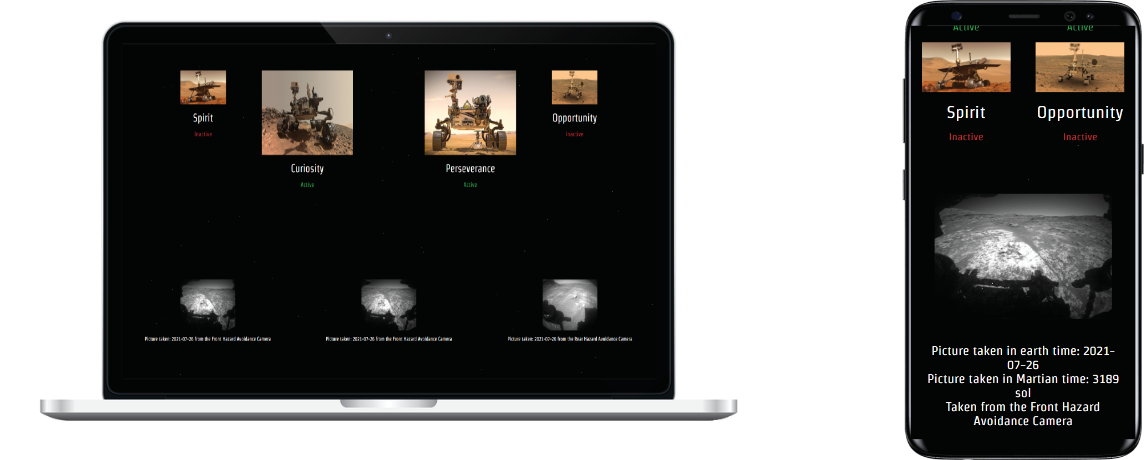 Spirit
Inactive
Opportunity
Inactive
Curiosity
Active
Perseverance
Active
Picture taken: 2021-07-26 from the Front Hazard Avoidance Camera
Picture taken: 2021-07-26 from the Front Hazard Avoidance Camera
Picture taken: 2021-07-26 from the Rear Hazard Avoidance Camera
Active
Active
Spirit
Opportunity
Inactive
Inactive
Picture taken in earth time: 2021-
07-26
Picture taken in Martian time: 3189
sol
Taken from the Front Hazard
Avoidance Camera